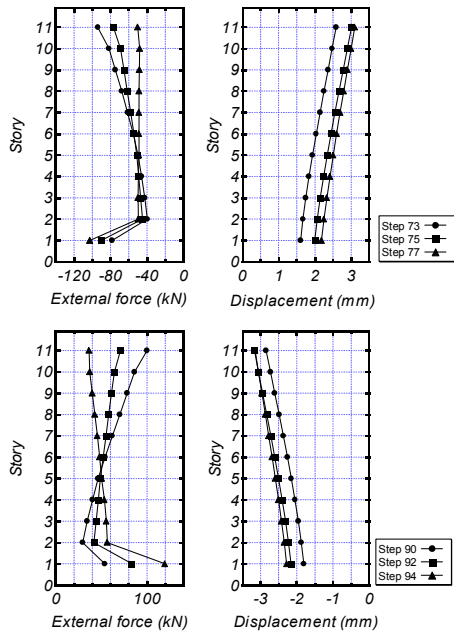 11
10
9
8
7
6
5
4
3
2
1
0
Story
-120 -80 -40 0
External force (kN)
11
10
9
8
7
6
5
4
3
2
1
0
Story
0 1 2 3
Displacement (mm)
Step 73
Step 75
Step 77
11
10
9
8
7
6
5
4
3
2
1
0
Story
0 100
External force (kN)
11
10
9
8
7
6
5
4
3
2
1
0
Story
-3 -2 -1 0
Displacement (mm)
Step 90
Step 92
Step 94